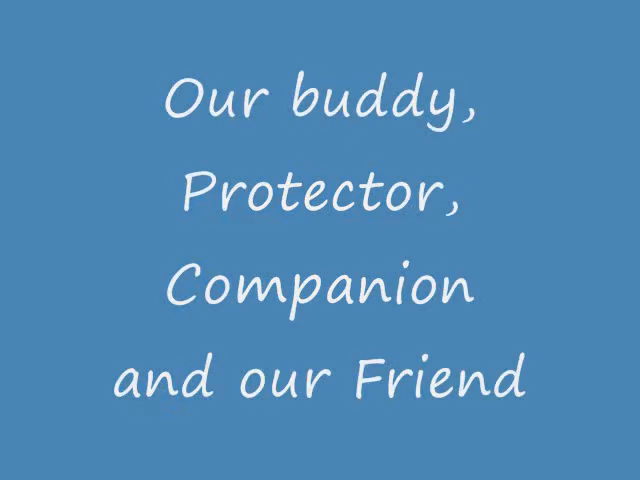 Our buddy,
Protector,
Companion
and our Friend